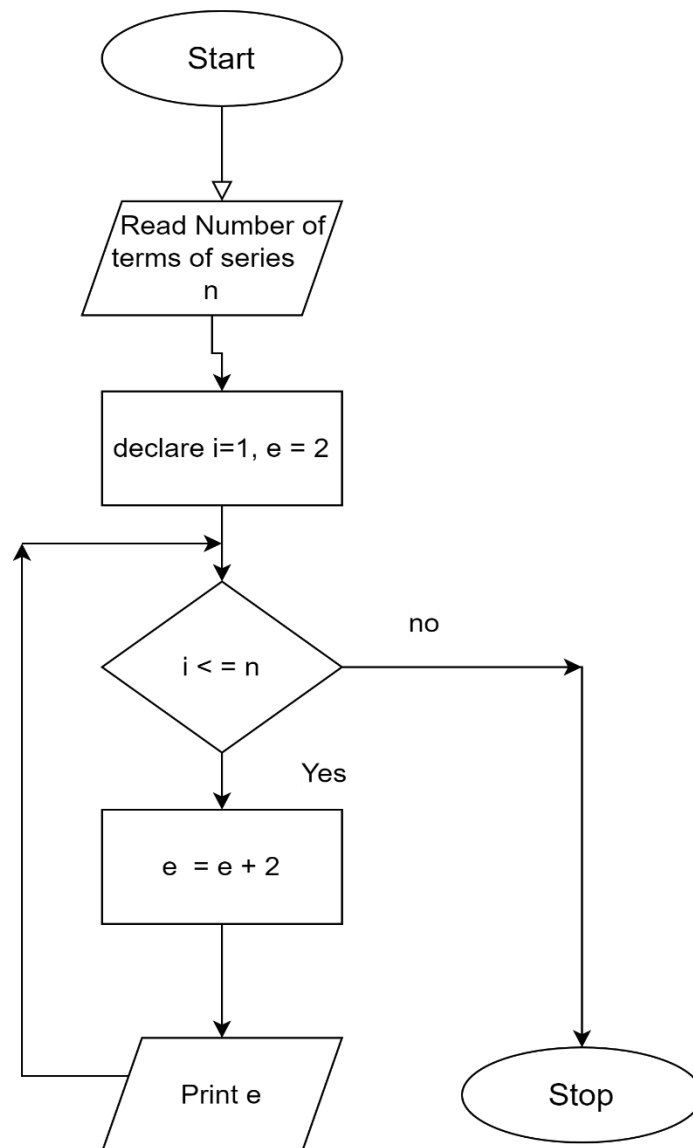 Start
Read Number of
terms of series
n
declare i=1, e = 2
i < = n
no
Yes
e = e + 2
Print e
Stop